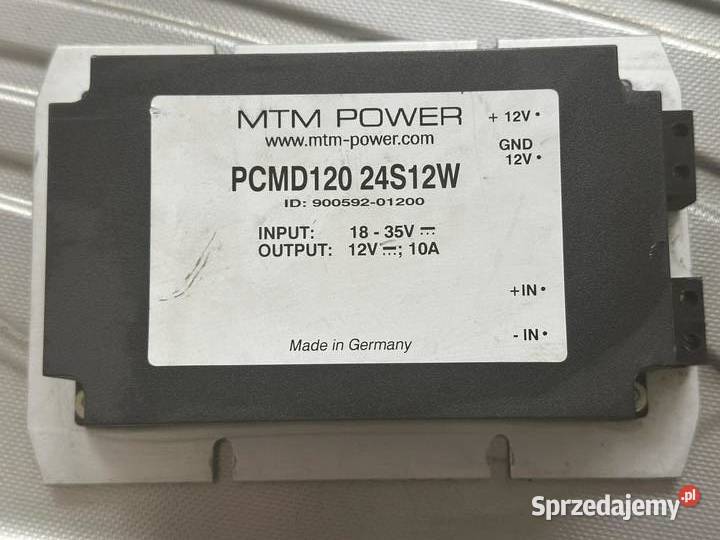 MTM POWER
www.mtm-power.com
PCMD120 24S12W
ID: 900592-01200
INPUT: 18 - 35V ⎓
OUTPUT: 12V ⎓; 10A
Made in Germany
+ 12V •
GND
12V •
+IN •
- IN •
Sprzedajemy.pl